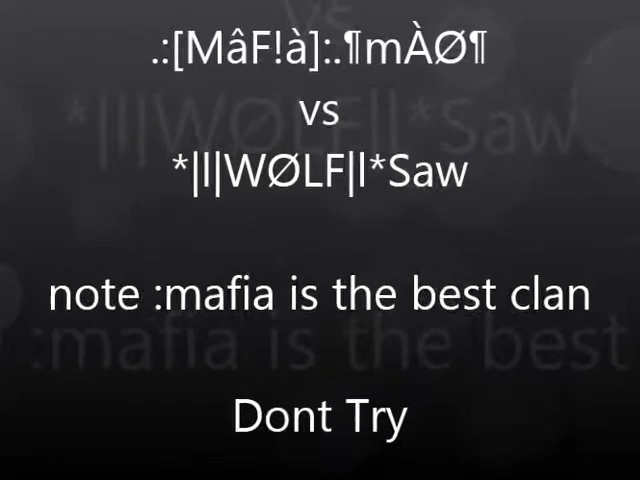 .:[MâF!à]:.¶mÀØ¶
vs
*|l|WØLF|l*Saw
note :mafia is the best clan
Dont Try